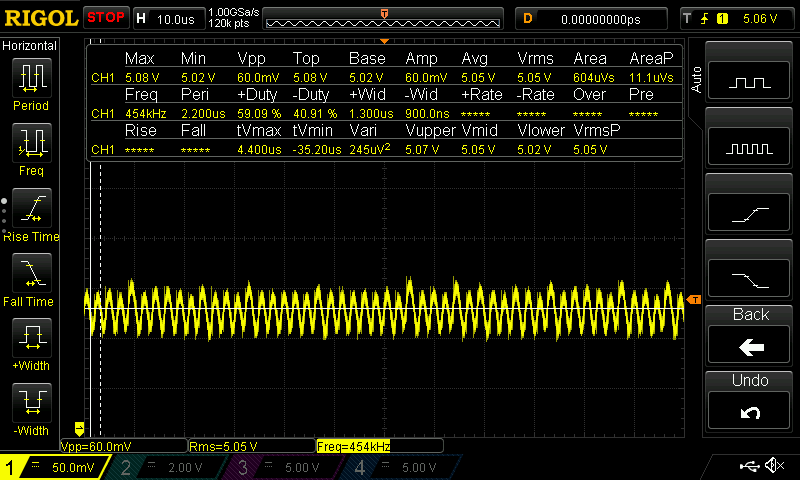 RIGOL STOP H 10.0us 1.00GSa/s 120k pts T D 0.00000000ps T 1 5.06 V
Horizontal
Period
Freq
Rise Time
Fall Time
+Width
-Width
Max Min Vpp Top Base Amp Avg Vrms Area AreaP
CH1 5.08 V 5.02 V 60.0mV 5.08 V 5.02 V 60.0mV 5.05 V 5.05 V 604uVs 11.1uVs
Freq Peri +Duty -Duty +Wid -Wid +Rate -Rate Over Pre
CH1 454kHz 2.200us 59.09 % 40.91 % 1.300us 900.0ns ***** ***** ***** *****
Rise Fall tVmax tVmin Vari Vupper Vmid Vlower VrmsP
CH1 ***** ***** 4.400us -35.20us 245uV² 5.07 V 5.05 V 5.02 V 5.05 V
T
Auto
Back
Undo
1
Vpp=60.0mV Rms=5.05 V Freq=454kHz
1 50.0mV 2 2.00 V 3 5.00 V 4 5.00 V